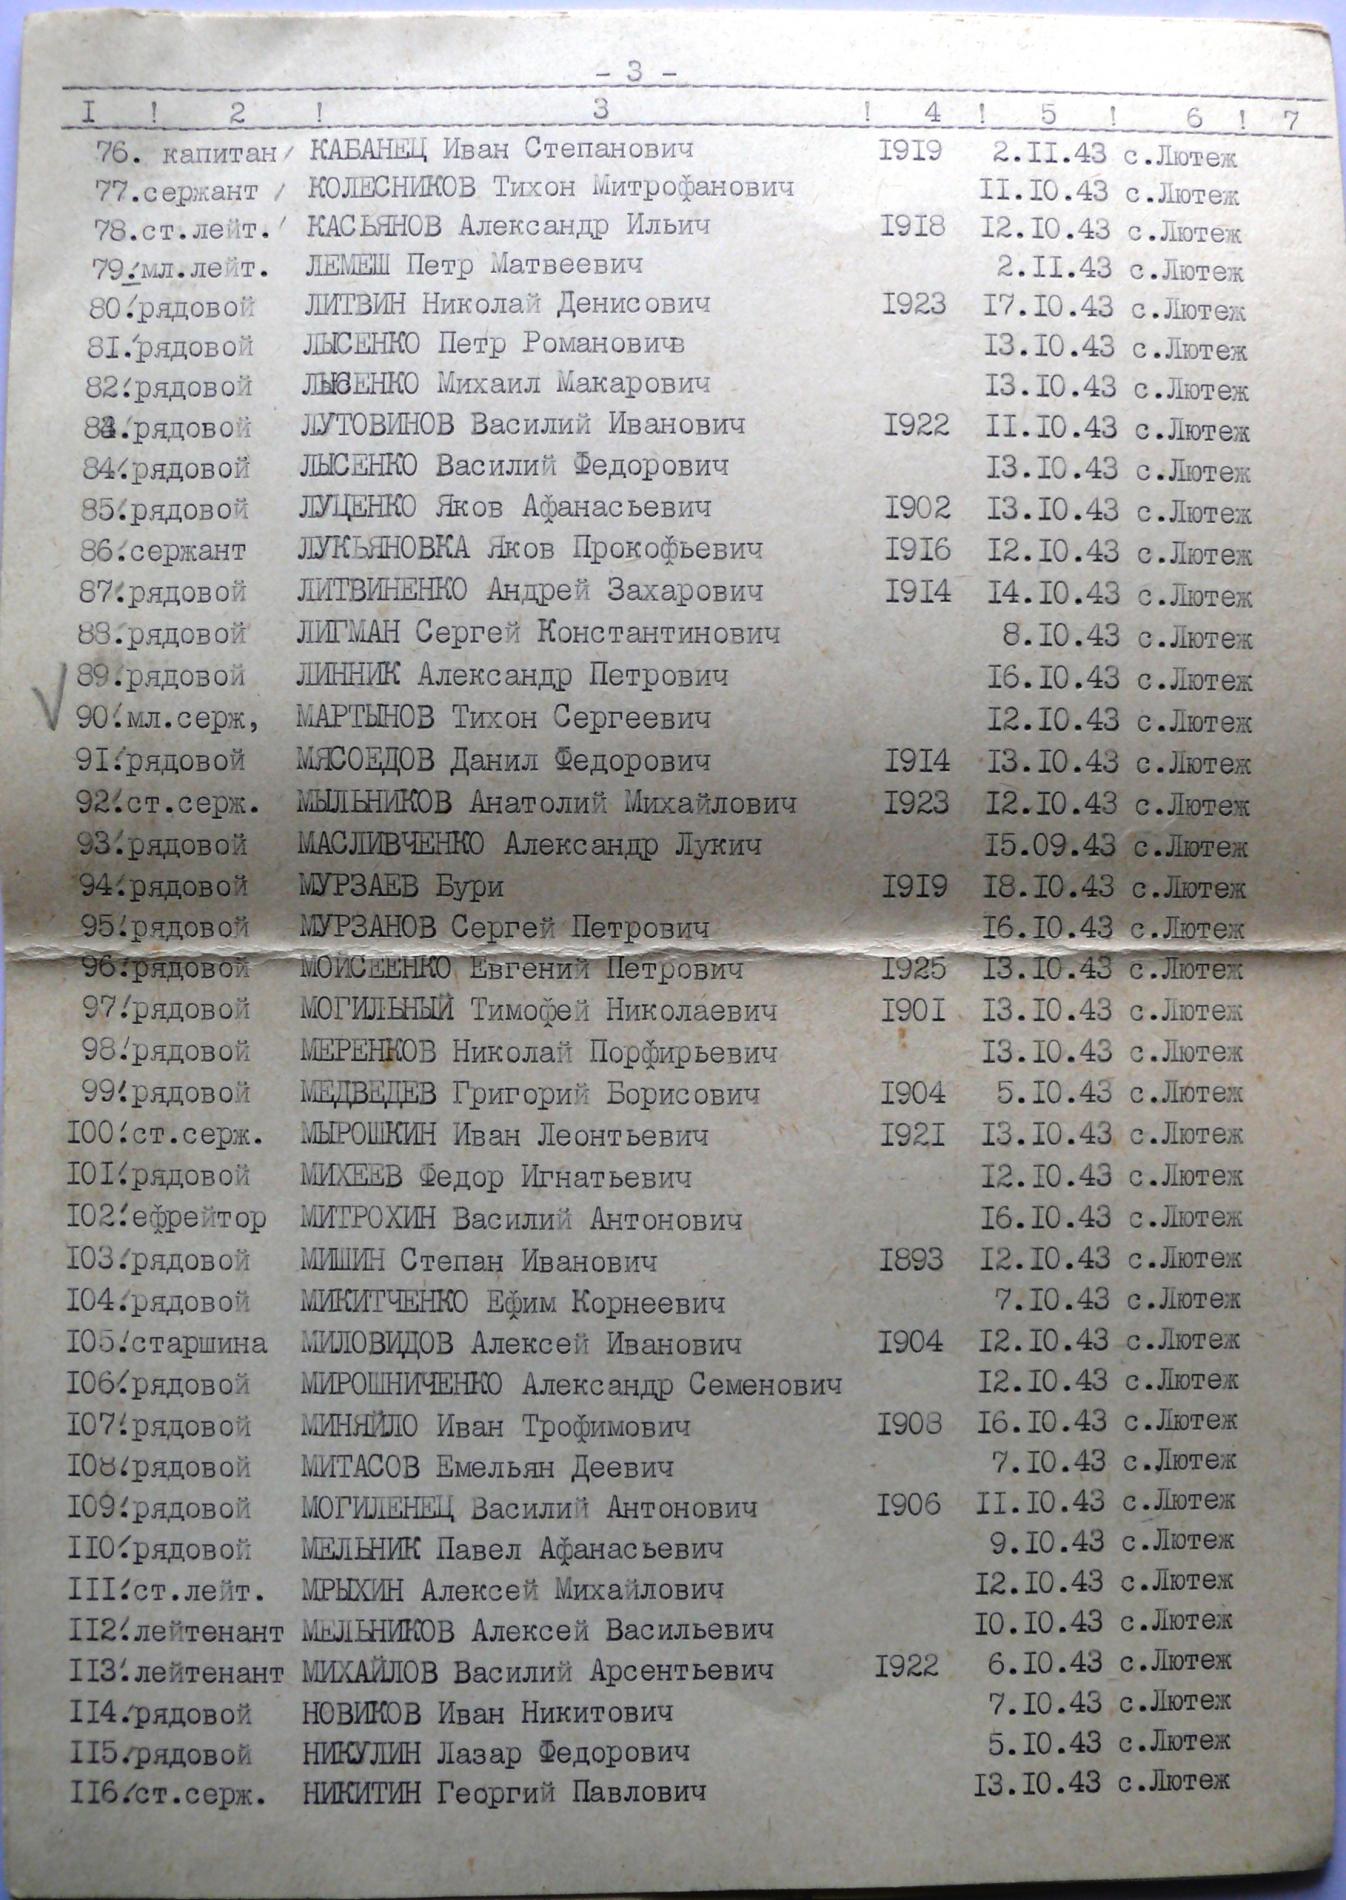 - 3 -
I ! 2 ! 3 ! 4 ! 5 ! 6 ! 7
76. капитан/ КАБАНЕЦ Иван Степанович I9I9 2.II.43 с.Лютеж
77.сержант / КОЛЕСНИКОВ Тихон Митрофанович II.I0.43 с.Лютеж
78.ст.лейт./ КАСЬЯНОВ Александр Ильич I9I8 I2.I0.43 с.Лютеж
79./мл.лейт. ЛЕМЕШ Петр Матвеевич 2.II.43 с.Лютеж
80./рядовой ЛИТВИН Николай Денисович I923 I7.I0.43 с.Лютеж
8I./рядовой ЛЫСЕНКО Петр Романович I3.I0.43 с.Лютеж
82./рядовой ЛЫСЕНКО Михаил Макарович I3.I0.43 с.Лютеж
83./рядовой ЛУТОВИНОВ Василий Иванович I922 II.I0.43 с.Лютеж
84./рядовой ЛЫСЕНКО Василий Федорович I3.I0.43 с.Лютеж
85./рядовой ЛУЦЕНКО Яков Афанасьевич I902 I3.I0.43 с.Лютеж
86./сержант ЛУКЬЯНОВКА Яков Прокофьевич I9I6 I2.I0.43 с.Лютеж
87./рядовой ЛИТВИНЕНКО Андрей Захарович I9I4 I4.I0.43 с.Лютеж
88./рядовой ЛИГМАН Сергей Константинович 8.I0.43 с.Лютеж
√ 89./рядовой ЛИННИК Александр Петрович I6.I0.43 с.Лютеж
90./мл.серж, МАРТЫНОВ Тихон Сергеевич I2.I0.43 с.Лютеж
9I./рядовой МЯСОЕДОВ Данил Федорович I9I4 I3.I0.43 с.Лютеж
92./ст.серж. МЫЛЬНИКОВ Анатолий Михайлович I923 I2.I0.43 с.Лютеж
93./рядовой МАСЛИВЧЕНКО Александр Лукич I5.09.43 с.Лютеж
94./рядовой МУРЗАЕВ Бури I9I9 I8.I0.43 с.Лютеж
95./рядовой МУРЗАНОВ Сергей Петрович I6.I0.43 с.Лютеж
96./рядовой МОЙСЕЕНКО Евгений Петрович I925 I3.I0.43 с.Лютеж
97./рядовой МОГИЛЬНЫЙ Тимофей Николаевич I90I I3.I0.43 с.Лютеж
98./рядовой МЕРЕНКОВ Николай Порфирьевич I3.I0.43 с.Лютеж
99./рядовой МЕДВЕДЕВ Григорий Борисович I904 5.I0.43 с.Лютеж
I00./ст.серж. МЫРОШКИН Иван Леонтьевич I92I I3.I0.43 с.Лютеж
I0I./рядовой МИХЕЕВ Федор Игнатьевич I2.I0.43 с.Лютеж
I02./ефрейтор МИТРОХИН Василий Антонович I6.I0.43 с.Лютеж
I03./рядовой МИШИН Степан Иванович I893 I2.I0.43 с.Лютеж
I04./рядовой МИКИТЧЕНКО Ефим Корнеевич 7.I0.43 с.Лютеж
I05./старшина МИЛОВИДОВ Алексей Иванович I904 I2.I0.43 с.Лютеж
I06./рядовой МИРОШНИЧЕНКО Александр Семенович I2.I0.43 с.Лютеж
I07./рядовой МИНЯЙЛО Иван Трофимович I908 I6.I0.43 с.Лютеж
I08./рядовой МИТАСОВ Емельян Деевич 7.I0.43 с.Лютеж
I09./рядовой МОГИЛЕНЕЦ Василий Антонович I906 II.I0.43 с.Лютеж
II0./рядовой МЕЛЬНИК Павел Афанасьевич 9.I0.43 с.Лютеж
III./ст.лейт. МРЫХИН Алексей Михайлович I2.I0.43 с.Лютеж
II2./лейтенант МЕЛЬНИКОВ Алексей Васильевич I0.I0.43 с.Лютеж
II3./лейтенант МИХАЙЛОВ Василий Арсентьевич I922 6.I0.43 с.Лютеж
II4./рядовой НОВИКОВ Иван Никитович 7.I0.43 с.Лютеж
II5./рядовой НИКУЛИН Лазар Федорович 5.I0.43 с.Лютеж
II6./ст.серж. НИКИТИН Георгий Павлович I3.I0.43 с.Лютеж